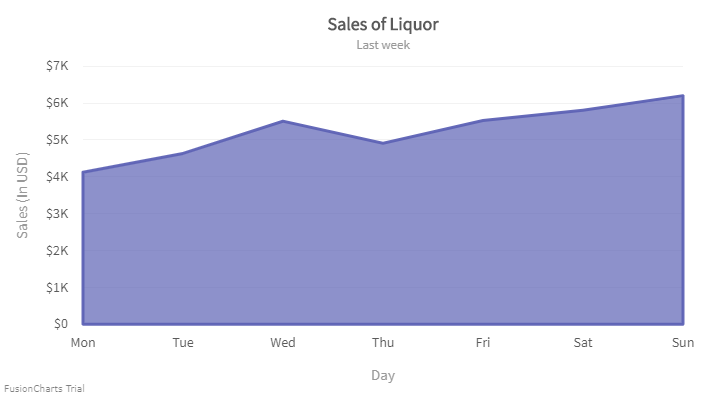 Sales of Liquor
Last week
Sales (In USD)
$7K
$6K
$5K
$4K
$3K
$2K
$1K
$0
Mon Tue Wed Thu Fri Sat Sun
Day
FusionCharts Trial